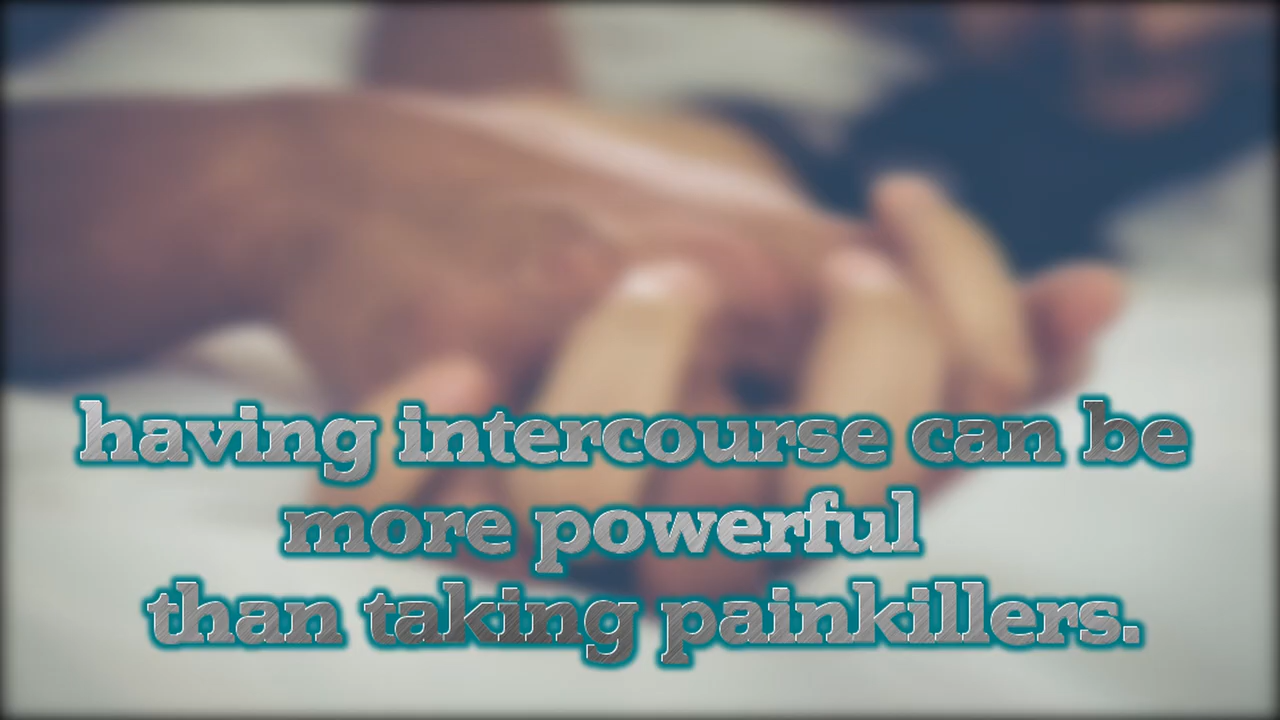 having intercourse can be
more powerful
than taking painkillers.